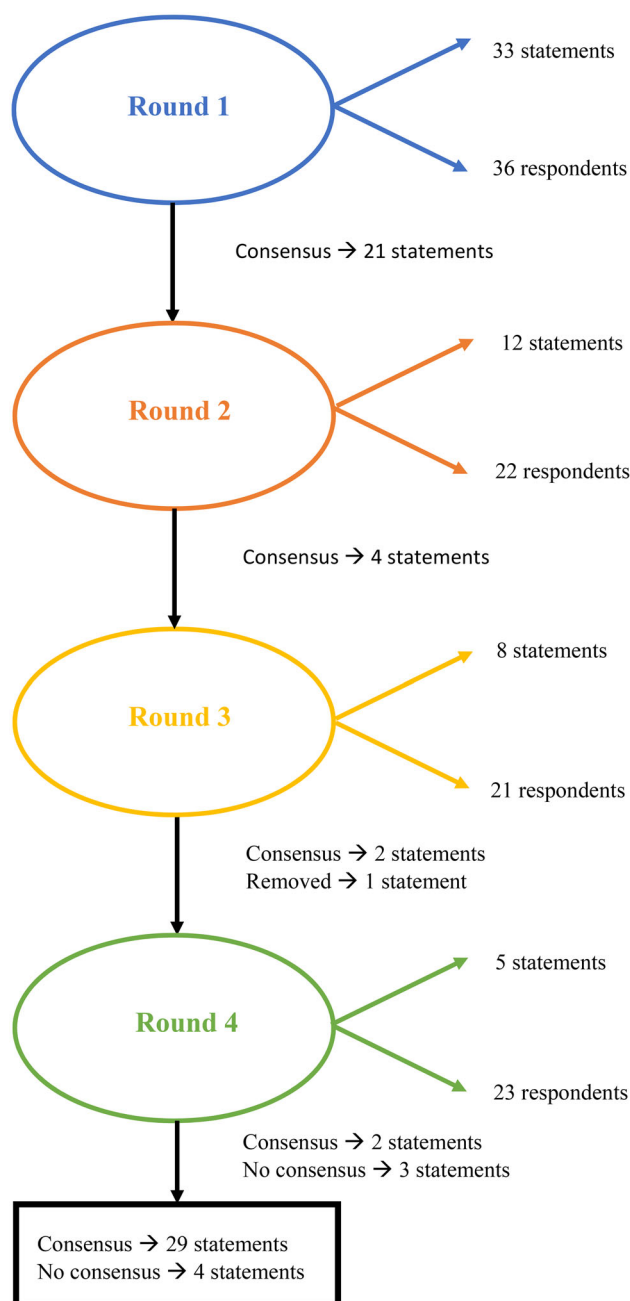 33 statements
Round 1
36 respondents
Consensus → 21 statements
12 statements
Round 2
22 respondents
Consensus → 4 statements
8 statements
Round 3
21 respondents
Consensus → 2 statements
Removed → 1 statement
5 statements
Round 4
23 respondents
Consensus → 2 statements
No consensus → 3 statements
Consensus → 29 statements
No consensus → 4 statements